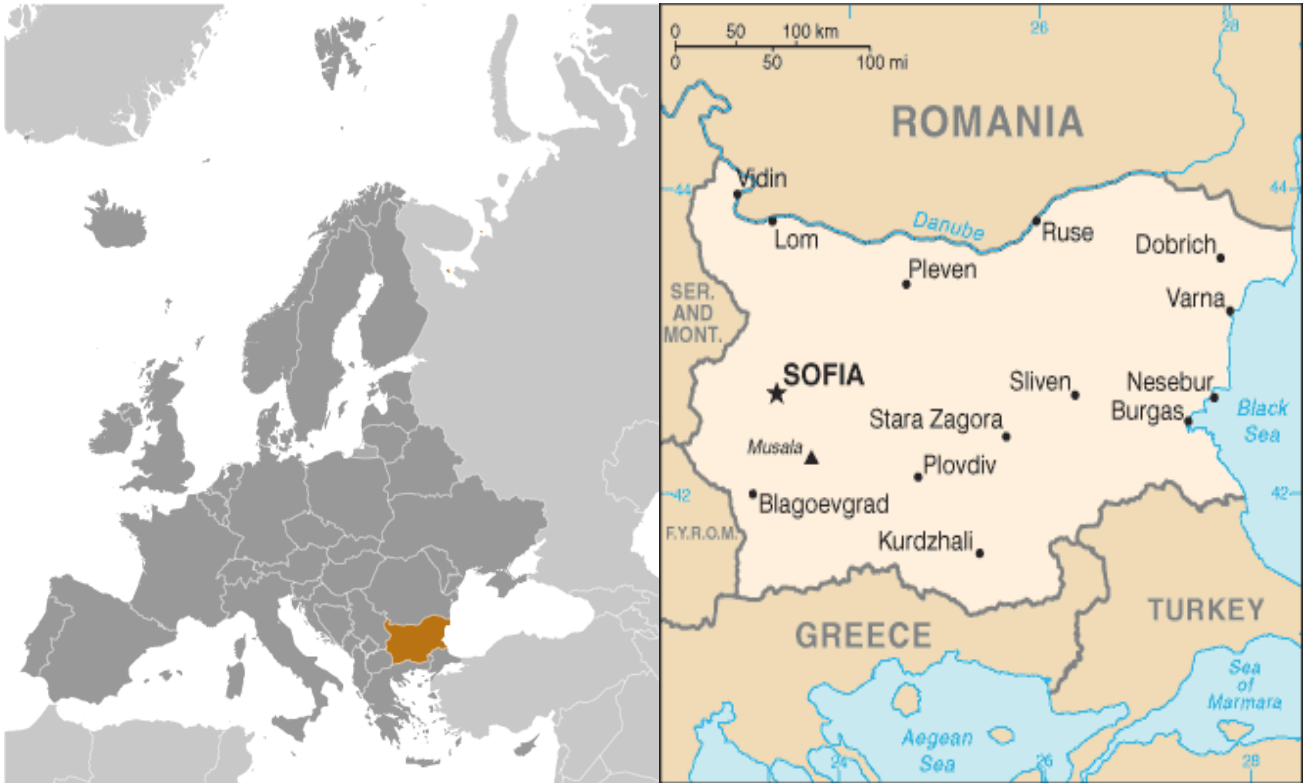 0 50 100 km
0 50 100 mi
26
28
ROMANIA
44
Vidin
44
Danube
Lom
Ruse
Dobrich
Pleven
SER.
AND
MONT.
Varna
SOFIA
Sliven
Nesebur
Burgas
Black
Sea
Stara Zagora
Musala
Plovdiv
42
Blagoevgrad
42
F.Y.R.O.M.
Kurdzhali
TURKEY
GREECE
Sea
of
Marmara
Aegean
Sea
24
26
28